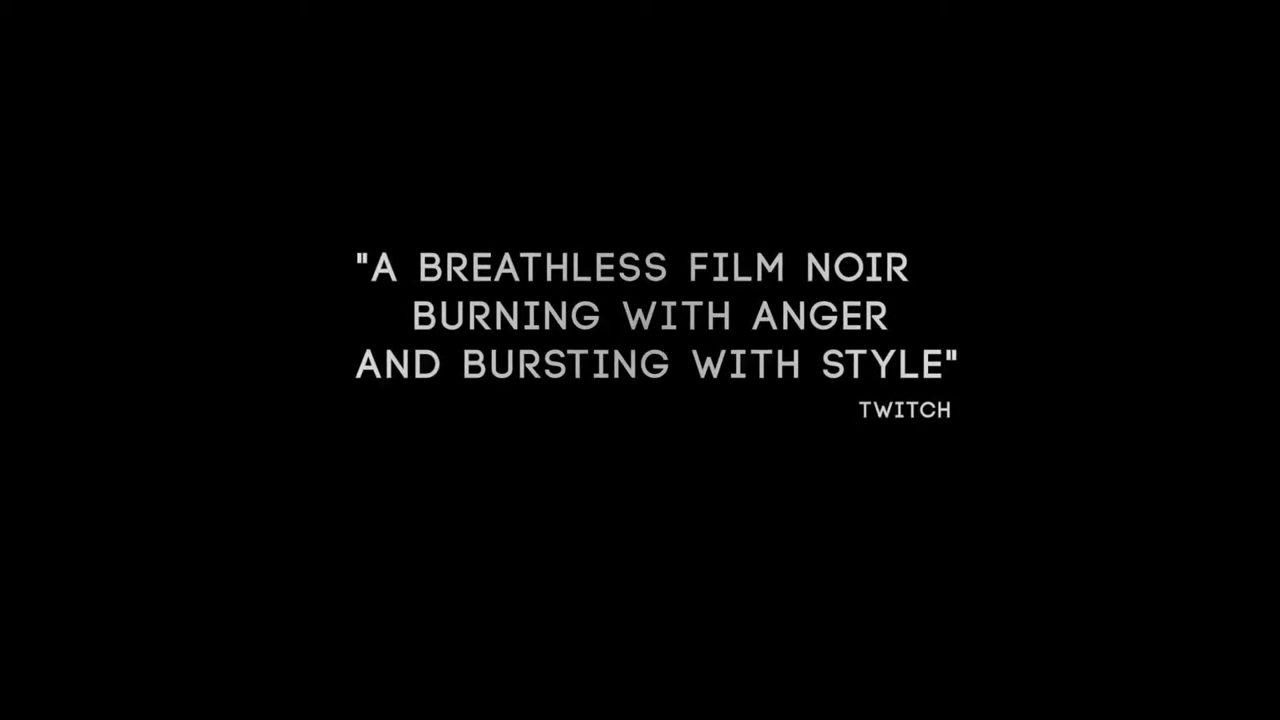 "A BREATHLESS FILM NOIR
BURNING WITH ANGER
AND BURSTING WITH STYLE"
TWITCH